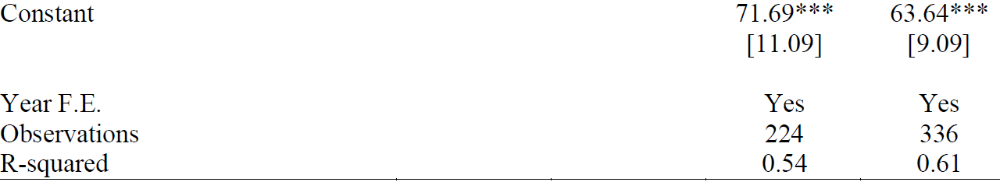 Constant 71.69*** 63.64***
[11.09] [9.09]
Year F.E. Yes Yes
Observations 224 336
R-squared 0.54 0.61